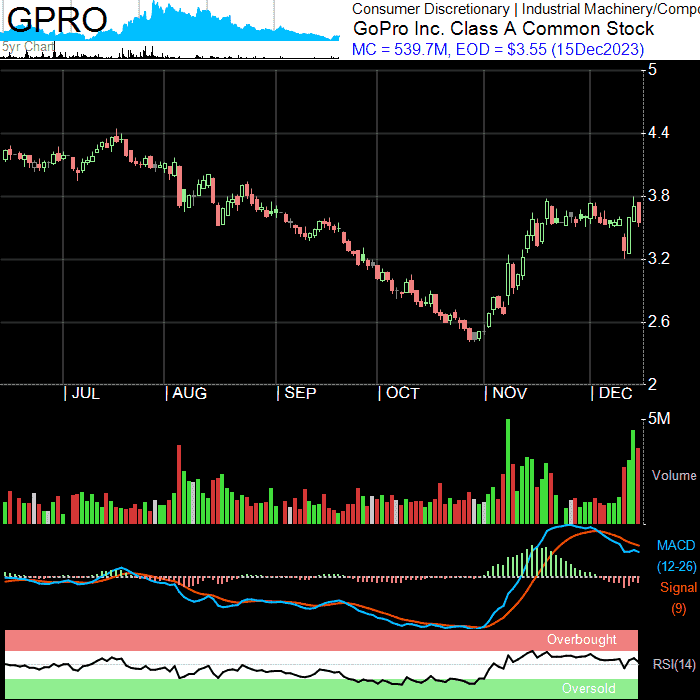 GPRO
5yr Chart
Consumer Discretionary | Industrial Machinery/Compo
GoPro Inc. Class A Common Stock
MC = 539.7M, EOD = $3.55 (15Dec2023)
5
4.4
3.8
3.2
2.6
2
| JUL | AUG | SEP | OCT | NOV | DEC
5M
Volume
MACD
(12-26)
Signal
(9)
Overbought
RSI(14)
Oversold